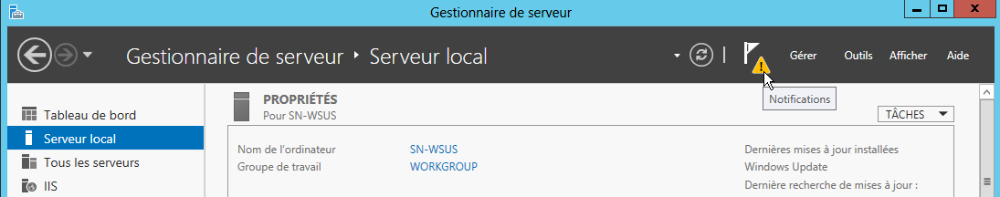 Gestionnaire de serveur
Gestionnaire de serveur ‣ Serveur local
Gérer Outils Afficher Aide
Notifications
Tableau de bord
Serveur local
Tous les serveurs
IIS
PROPRIÉTÉS
Pour SN-WSUS
TÂCHES
Nom de l'ordinateur SN-WSUS Dernières mises à jour installées
Groupe de travail WORKGROUP Windows Update
Dernière recherche de mises à jour :